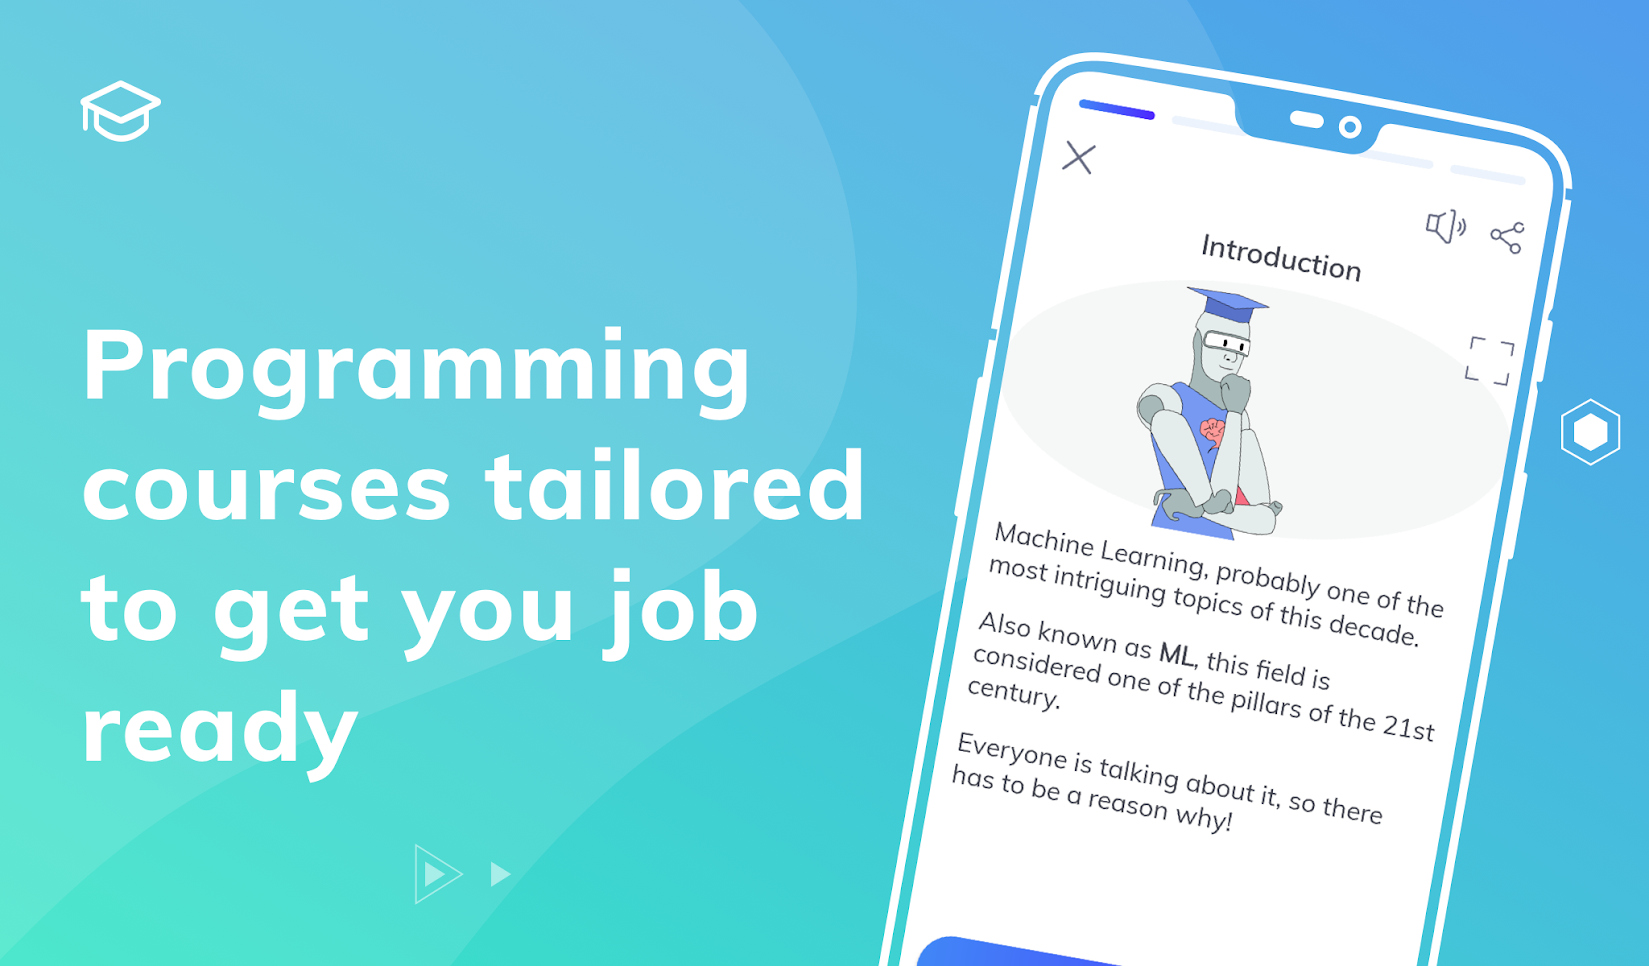 Programming
courses tailored
to get you job
ready
Introduction
Machine Learning, probably one of the
most intriguing topics of this decade.
Also known as ML, this field is
considered one of the pillars of the 21st
century.
Everyone is talking about it, so there
has to be a reason why!